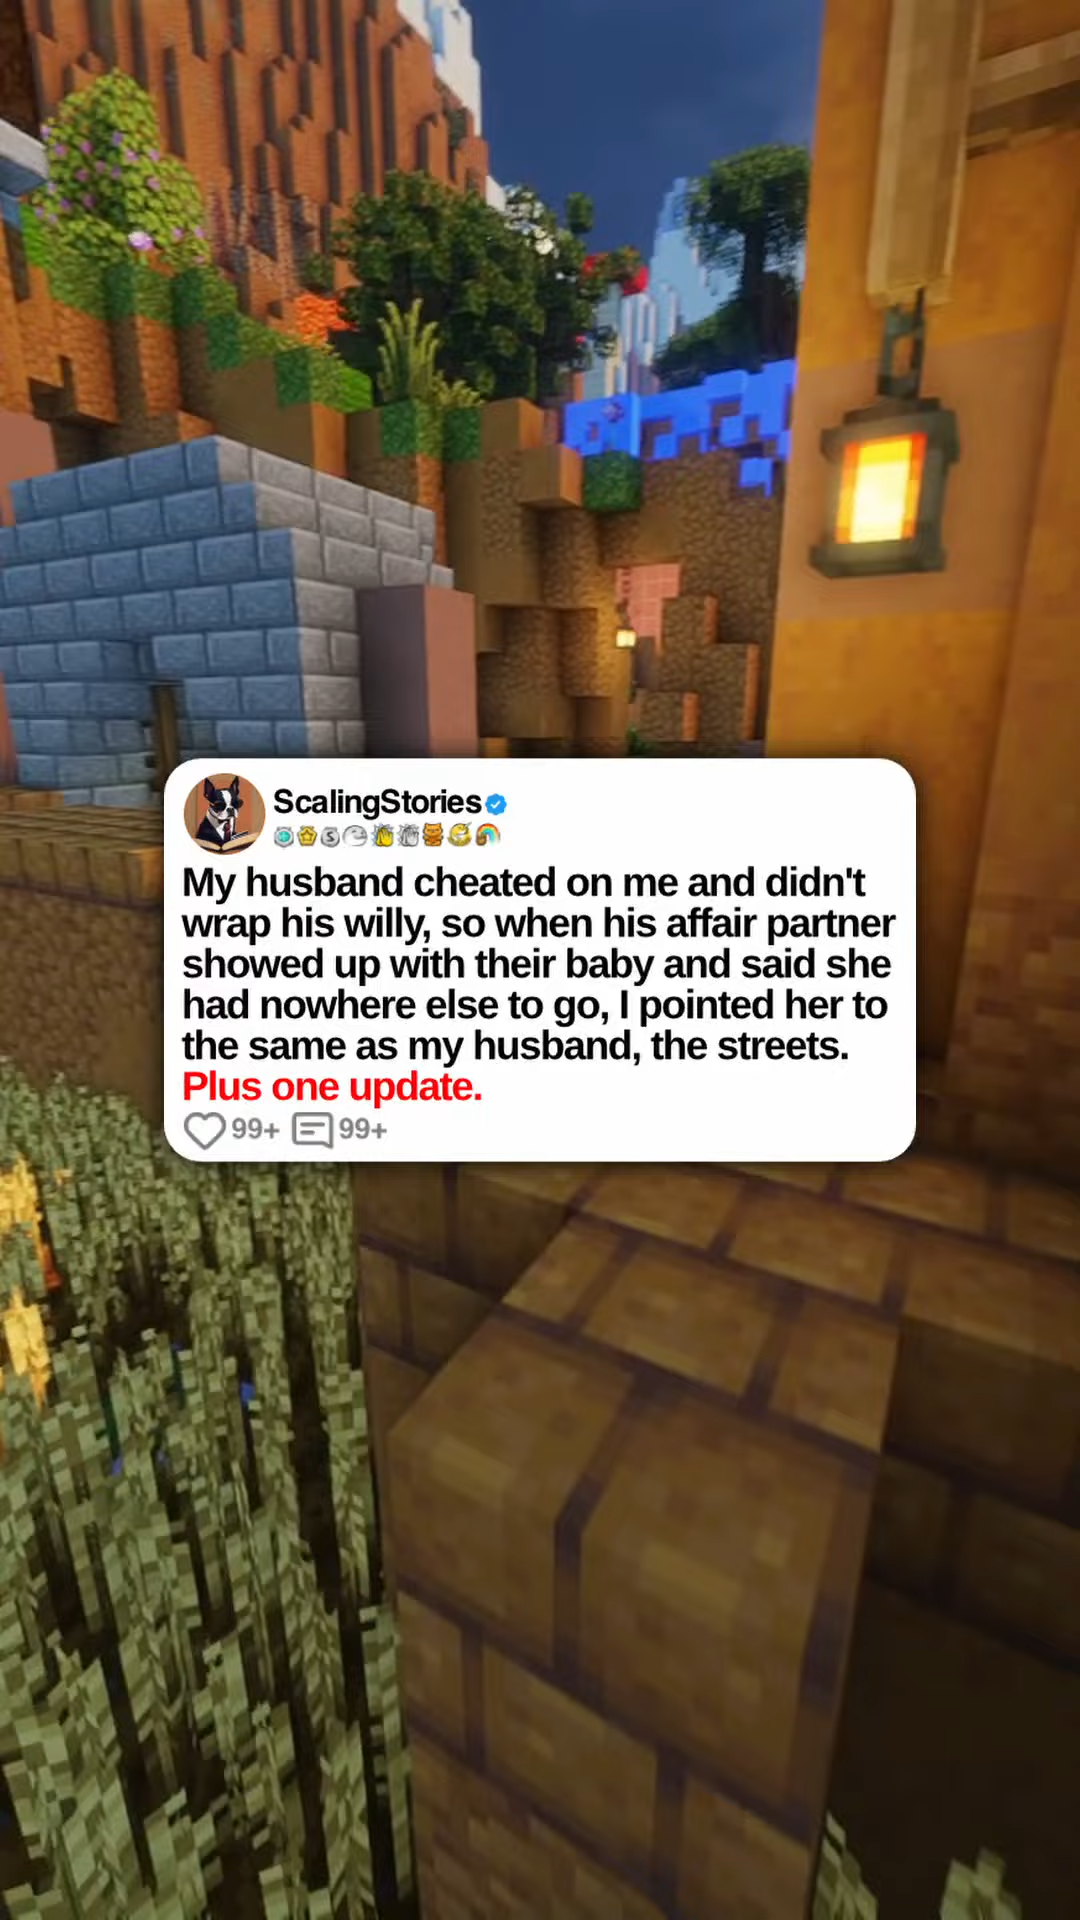 ScalingStories
My husband cheated on me and didn't
wrap his willy, so when his affair partner
showed up with their baby and said she
had nowhere else to go, I pointed her to
the same as my husband, the streets.
Plus one update.
99+ 99+